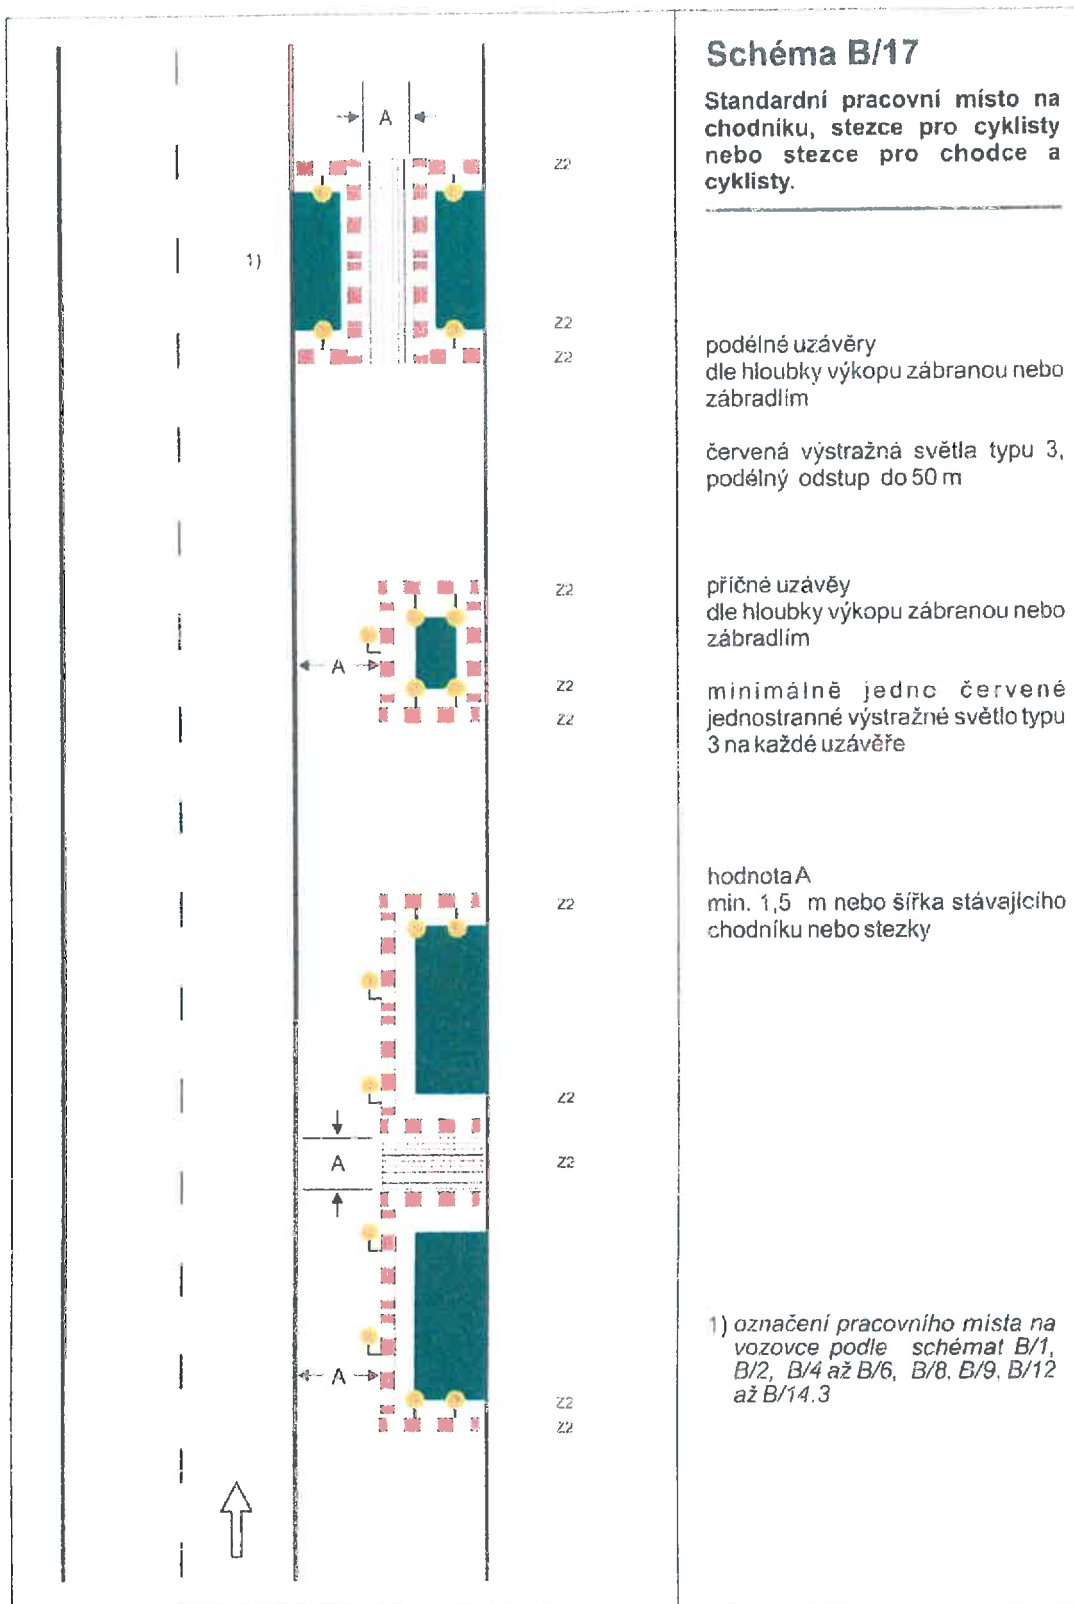 Schéma B/17
Standardní pracovní místo na
chodníku, stezce pro cyklisty
nebo stezce pro chodce a
cyklisty.
A
Z2
1)
Z2
Z2
podélné uzávěry
dle hloubky výkopu zábranou nebo
zábradlím
červená výstražná světla typu 3,
podélný odstup do 50 m
Z2
A
Z2
Z2
příčné uzávěy
dle hloubky výkopu zábranou nebo
zábradlím
minimálně jedno červené
jednostranné výstražné světlo typu
3 na každé uzávěře
Z2
hodnota A
min. 1,5 m nebo šířka stávajícího
chodníku nebo stezky
Z2
A
Z2
A
Z2
Z2
1) označení pracovního místa na
vozovce podle schémat B/1,
B/2, B/4 až B/6, B/8, B/9, B/12
až B/14.3